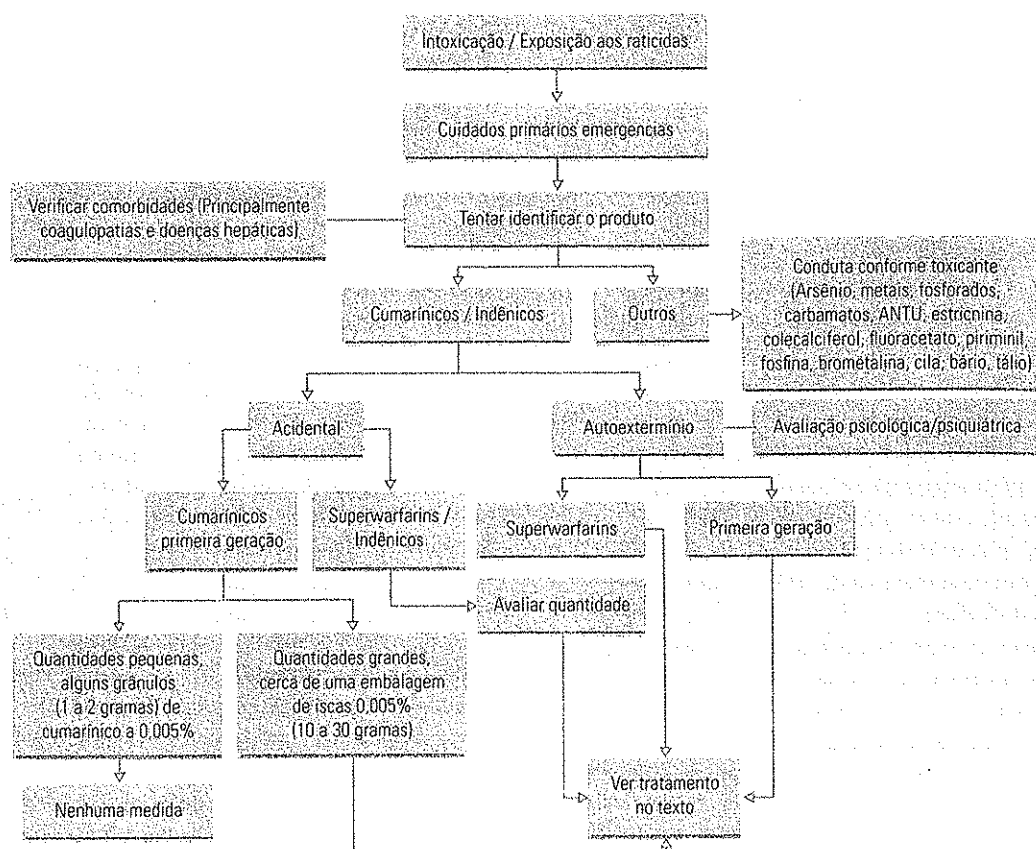 Intoxicação / Exposição aos raticidas
Cuidados primários emergencias
Verificar comorbidades (Principalmente
coagulopatias e doenças hepáticas)
Tentar identificar o produto
Cumarínicos / Indênicos
Outros
Conduta conforme toxicante
(Arsênio, metais, fosforados,
carbamatos, ANTU, estricnina,
colecalciferol, fluoracetato, piriminil
fosfina, brometalina, cila, bário, tálio)
Acidental
Autoextermínio
Avaliação psicológica/psiquiátrica
Cumarínicos
primeira geração
Superwarfarins /
Indênicos
Superwarfarins
Primeira geração
Avaliar quantidade
Quantidades pequenas,
alguns grânulos
(1 a 2 gramas) de
cumarínico a 0.005%
Quantidades grandes,
cerca de uma embalagem
de iscas 0,005%
(10 a 30 gramas)
Nenhuma medida
Ver tratamento
no texto